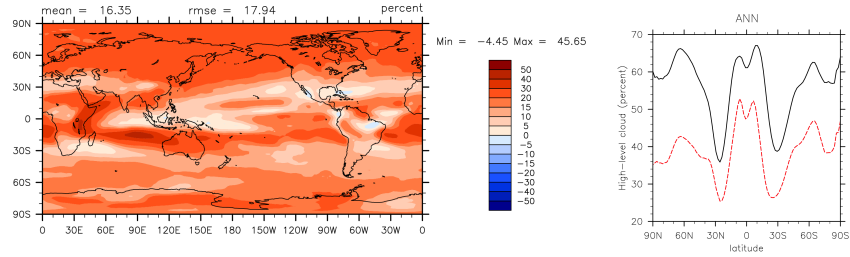 mean = 16.35 rmse = 17.94 percent
90N
60N
30N
0
30S
60S
90S
0 30E 60E 90E 120E 150E 180 150W 120W 90W 60W 30W 0
Min = -4.45 Max = 45.65
50
40
30
20
15
10
5
0
-5
-10
-15
-20
-30
-40
-50
ANN
High-level cloud (percent)
70
60
50
40
30
20
90N 60N 30N 0 30S 60S 90S
latitude